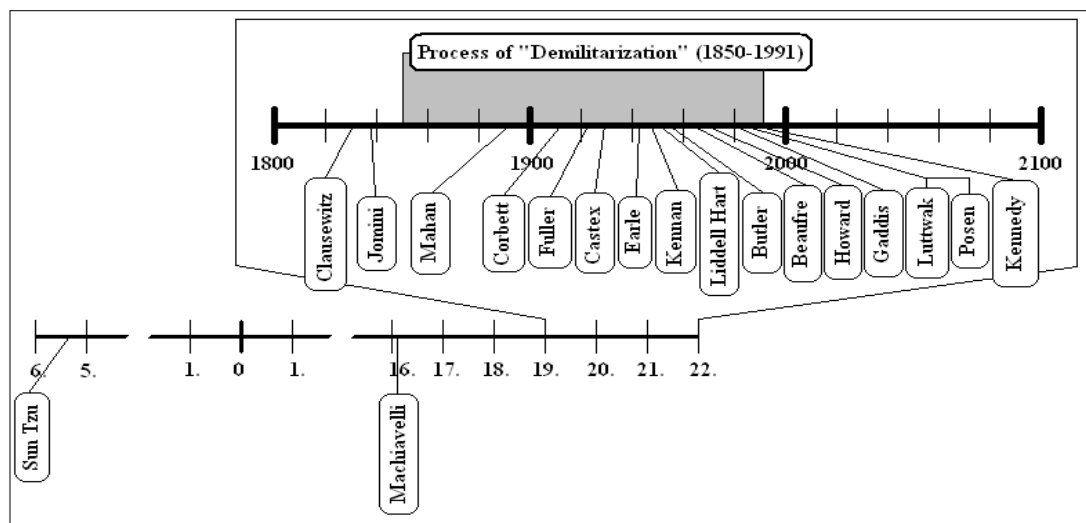 Process of "Demilitarization" (1850-1991)
1800 1900 2000 2100
Clausewitz
Jomini
Mahan
Corbett
Fuller
Castex
Earle
Kennan
Liddell Hart
Butler
Beaufre
Howard
Gaddis
Luttwak
Posen
Kennedy
6. 5. 1. 0 1. 16. 17. 18. 19. 20. 21. 22.
Sun Tzu
Machiavelli